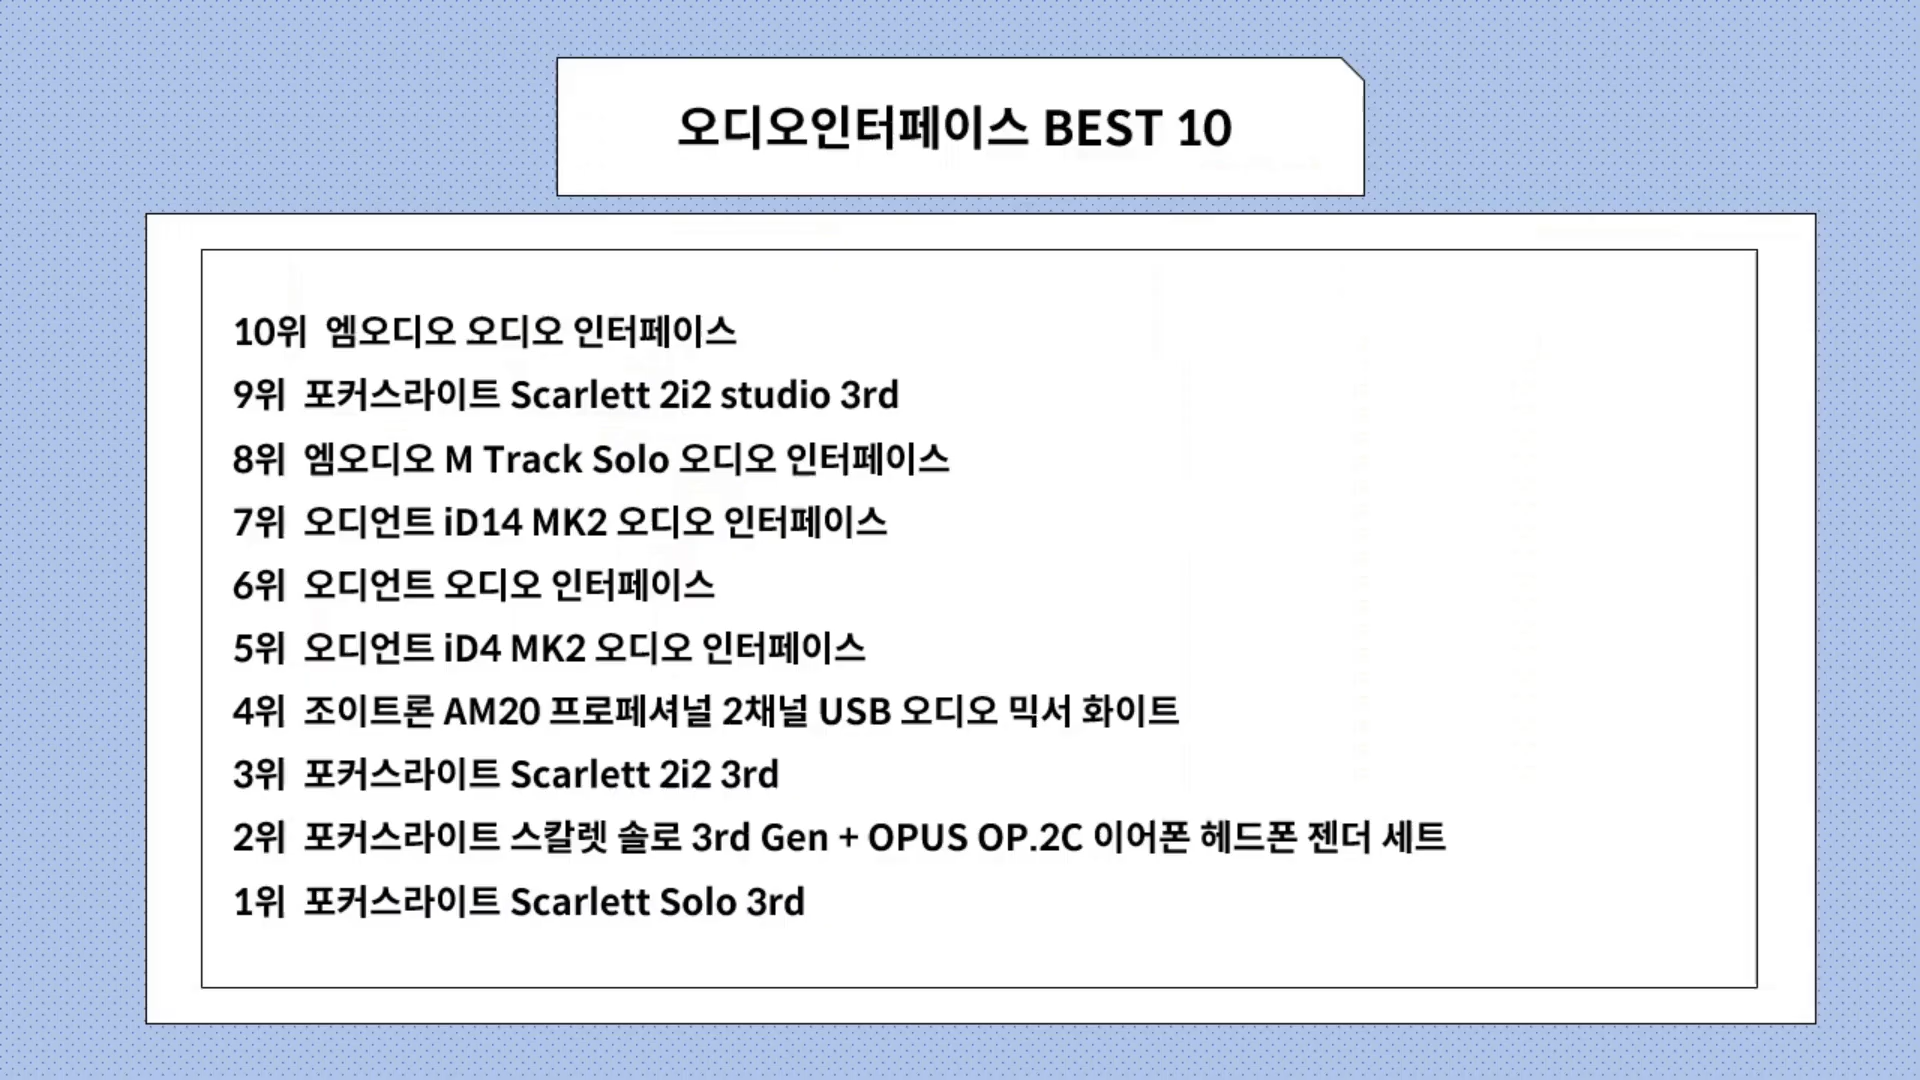 오디오인터페이스 BEST 10
10위 엠오디오 오디오 인터페이스
9위 포커스라이트 Scarlett 2i2 studio 3rd
8위 엠오디오 M Track Solo 오디오 인터페이스
7위 오디언트 iD14 MK2 오디오 인터페이스
6위 오디언트 오디오 인터페이스
5위 오디언트 iD4 MK2 오디오 인터페이스
4위 조이트론 AM20 프로페셔널 2채널 USB 오디오 믹서 화이트
3위 포커스라이트 Scarlett 2i2 3rd
2위 포커스라이트 스칼렛 솔로 3rd Gen + OPUS OP.2C 이어폰 헤드폰 젠더 세트
1위 포커스라이트 Scarlett Solo 3rd